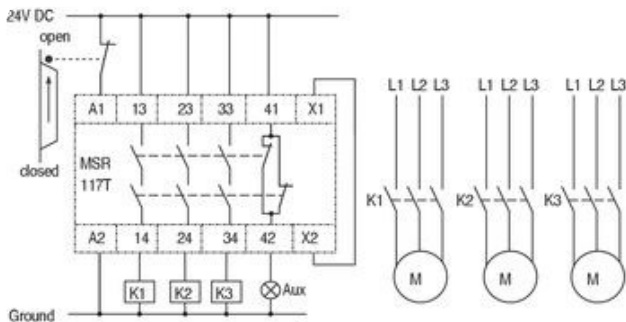 24V DC
open
closed
A1 13 23 33 41 X1
MSR
117T
A2 14 24 34 42 X2
K1 K2 K3 Aux
Ground
L1 L2 L3 L1 L2 L3 L1 L2 L3
K1 K2 K3
M M M